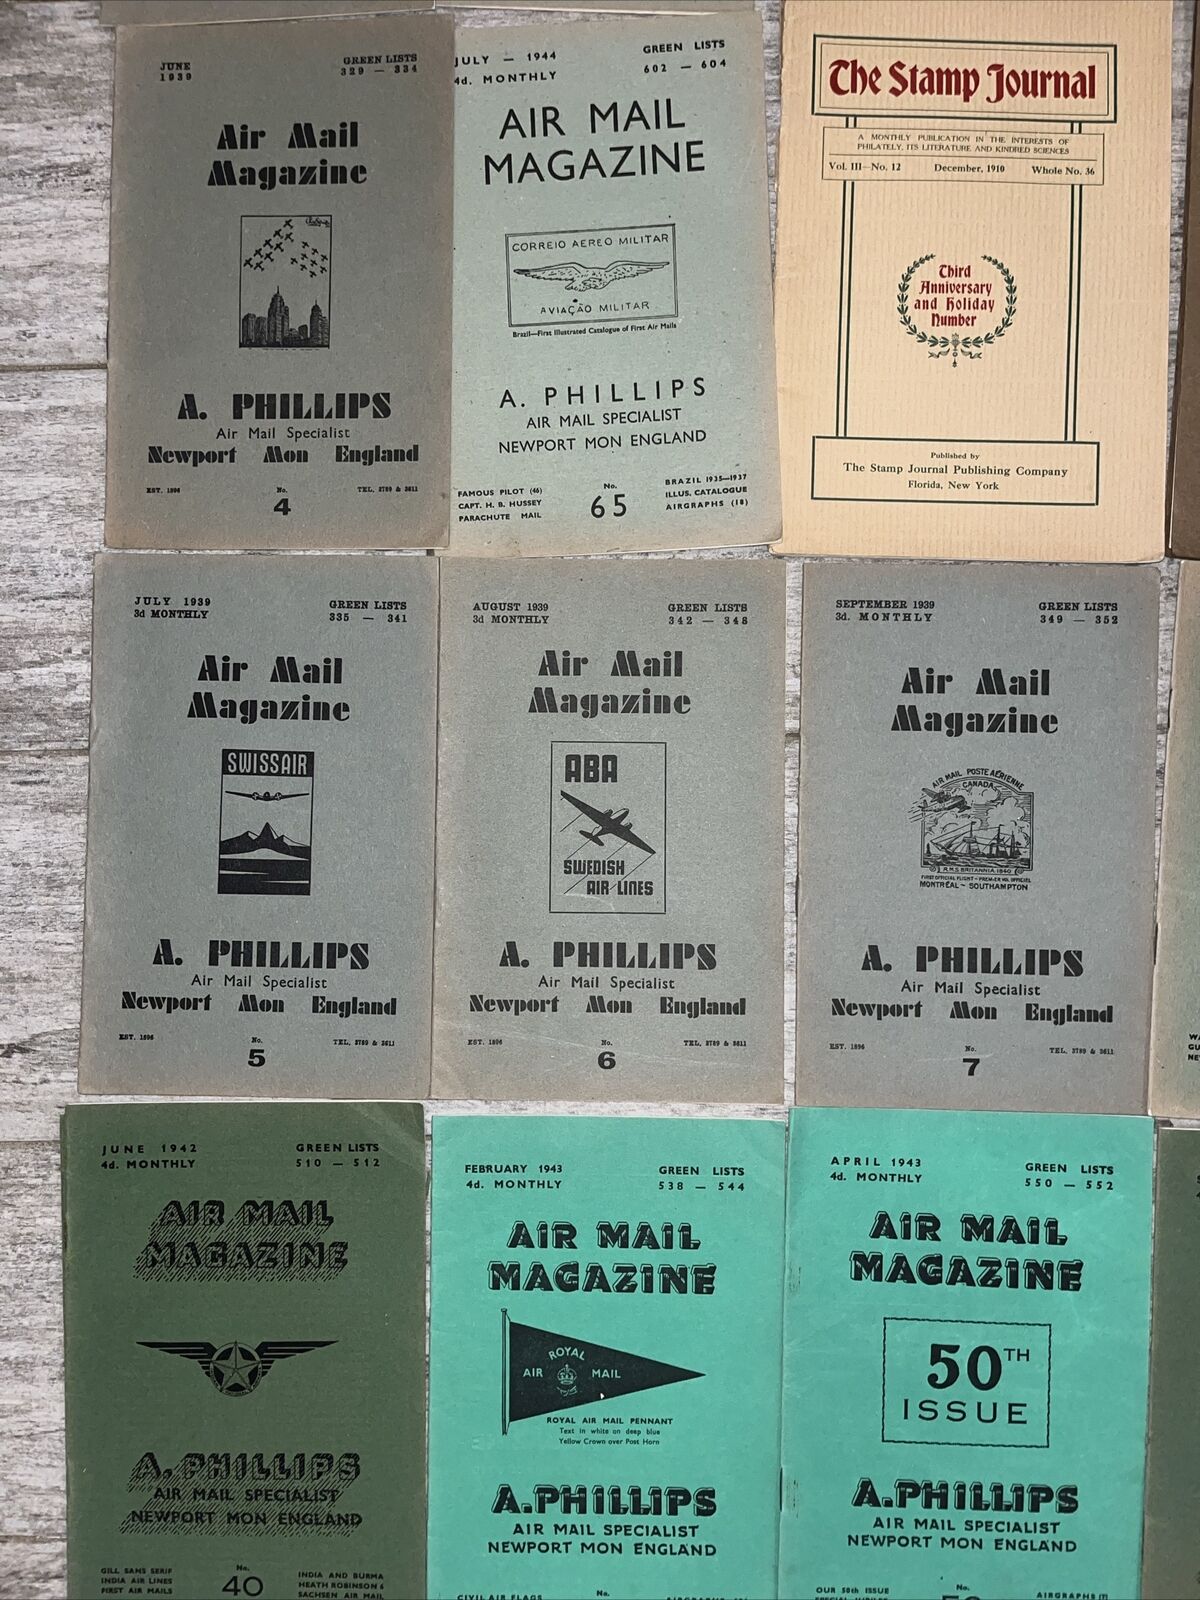 JUNE
1939
GREEN LISTS
329 — 334
Air Mail
Magazine
A. PHILLIPS
Air Mail Specialist
Newport Mon England
EST. 1896
No.
4
TEL. 3789 & 3611
JULY — 1944
4d. MONTHLY
GREEN LISTS
602 — 604
AIR MAIL
MAGAZINE
CORREIO AEREO MILITAR
AVIAÇÃO MILITAR
Brazil—First Illustrated Catalogue of First Air Mails
A. PHILLIPS
AIR MAIL SPECIALIST
NEWPORT MON ENGLAND
FAMOUS PILOT (46)
CAPT. H. B. HUSSEY
PARACHUTE MAIL
No.
65
BRAZIL 1935—1937
ILLUS. CATALOGUE
AIRGRAPHS (18)
The Stamp Journal
A MONTHLY PUBLICATION IN THE INTERESTS OF
PHILATELY, ITS LITERATURE AND KINDRED SCIENCES
Vol. III—No. 12 December, 1910 Whole No. 36
Third
Anniversary
and Holiday
Number
Published by
The Stamp Journal Publishing Company
Florida, New York
JULY 1939
3d MONTHLY
GREEN LISTS
335 — 341
Air Mail
Magazine
SWISSAIR
A. PHILLIPS
Air Mail Specialist
Newport Mon England
EST. 1896
No.
5
TEL. 3789 & 3611
AUGUST 1939
3d MONTHLY
GREEN LISTS
342 — 348
Air Mail
Magazine
ABA
SWEDISH
AIR LINES
A. PHILLIPS
Air Mail Specialist
Newport Mon England
EST. 1896
No.
6
TEL. 3789 & 3611
SEPTEMBER 1939
3d. MONTHLY
GREEN LISTS
349 — 352
Air Mail
Magazine
AIR MAIL POSTE AÉRIENNE
CANADA
R.M.S. BRITANNIA 1840
FIRST OFFICIAL FLIGHT - PREMIER VOL OFFICIEL
MONTRÉAL - SOUTHAMPTON
A. PHILLIPS
Air Mail Specialist
Newport Mon England
EST. 1896
No.
7
TEL. 3789 & 3611
JUNE 1942
4d. MONTHLY
GREEN LISTS
510 — 512
AIR MAIL
MAGAZINE
A. PHILLIPS
AIR MAIL SPECIALIST
NEWPORT MON ENGLAND
GILL SANS SERIF
INDIA AIR LINES
FIRST AIR MAILS
No.
40
INDIA AND BURMA
HEATH ROBINSON 6
SACHSEN AIR MAIL
FEBRUARY 1943
4d. MONTHLY
GREEN LISTS
538 — 544
AIR MAIL
MAGAZINE
ROYAL
AIR MAIL
ROYAL AIR MAIL PENNANT
Text in white on deep blue
Yellow Crown over Post Horn
A. PHILLIPS
AIR MAIL SPECIALIST
NEWPORT MON ENGLAND
CIVIL AIR FLAGS
No.
APRIL 1943
4d. MONTHLY
GREEN LISTS
550 — 552
AIR MAIL
MAGAZINE
50TH
ISSUE
A. PHILLIPS
AIR MAIL SPECIALIST
NEWPORT MON ENGLAND
OUR 50th ISSUE
No.
AIRGRAPHS (7)